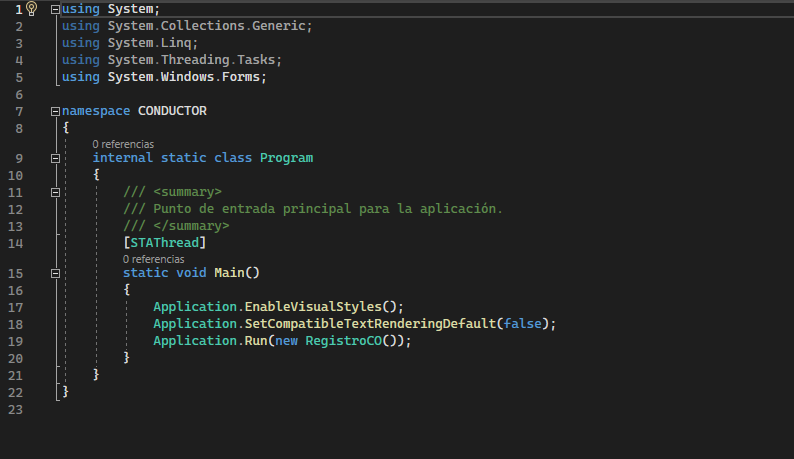 1 using System;
2 using System.Collections.Generic;
3 using System.Linq;
4 using System.Threading.Tasks;
5 using System.Windows.Forms;
6
7 namespace CONDUCTOR
8 {
0 referencias
9 internal static class Program
10 {
11 /// <summary>
12 /// Punto de entrada principal para la aplicación.
13 /// </summary>
14 [STAThread]
0 referencias
15 static void Main()
16 {
17 Application.EnableVisualStyles();
18 Application.SetCompatibleTextRenderingDefault(false);
19 Application.Run(new RegistroCO());
20 }
21 }
22 }
23